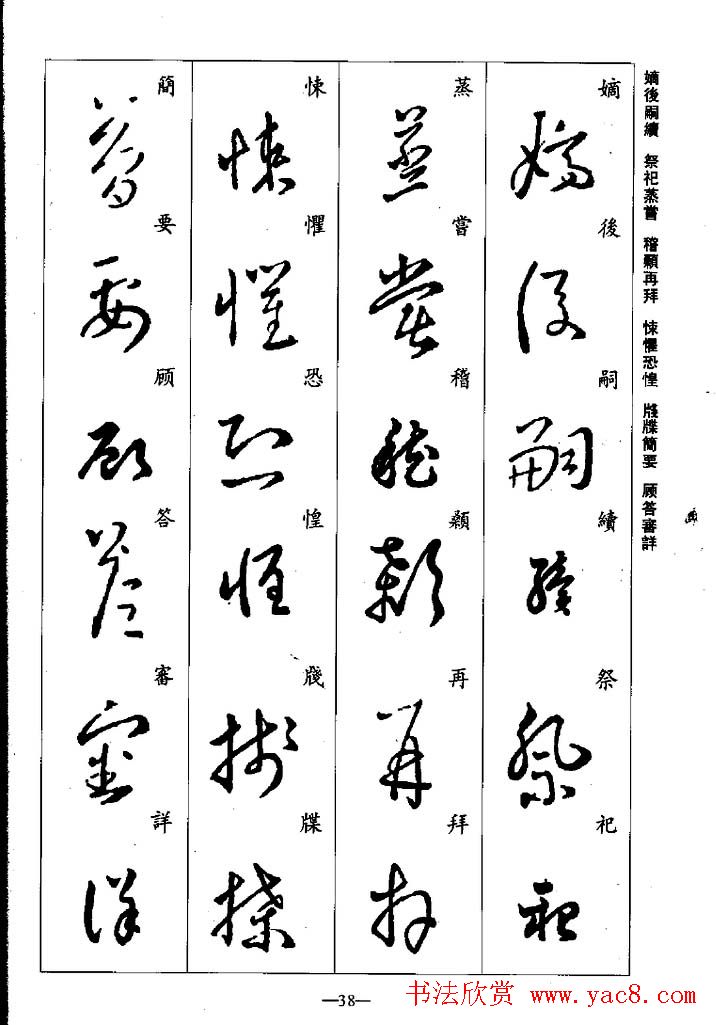 嫡後嗣續 祭祀蒸嘗 稽顙再拜 悚懼恐惶 牋牒簡要 顾答審詳
嫡後嗣續祭祀
蒸嘗稽顙再拜
悚懼恐惶牋牒
簡要顾答審詳
—38—
书法欣赏 www.yac8.com